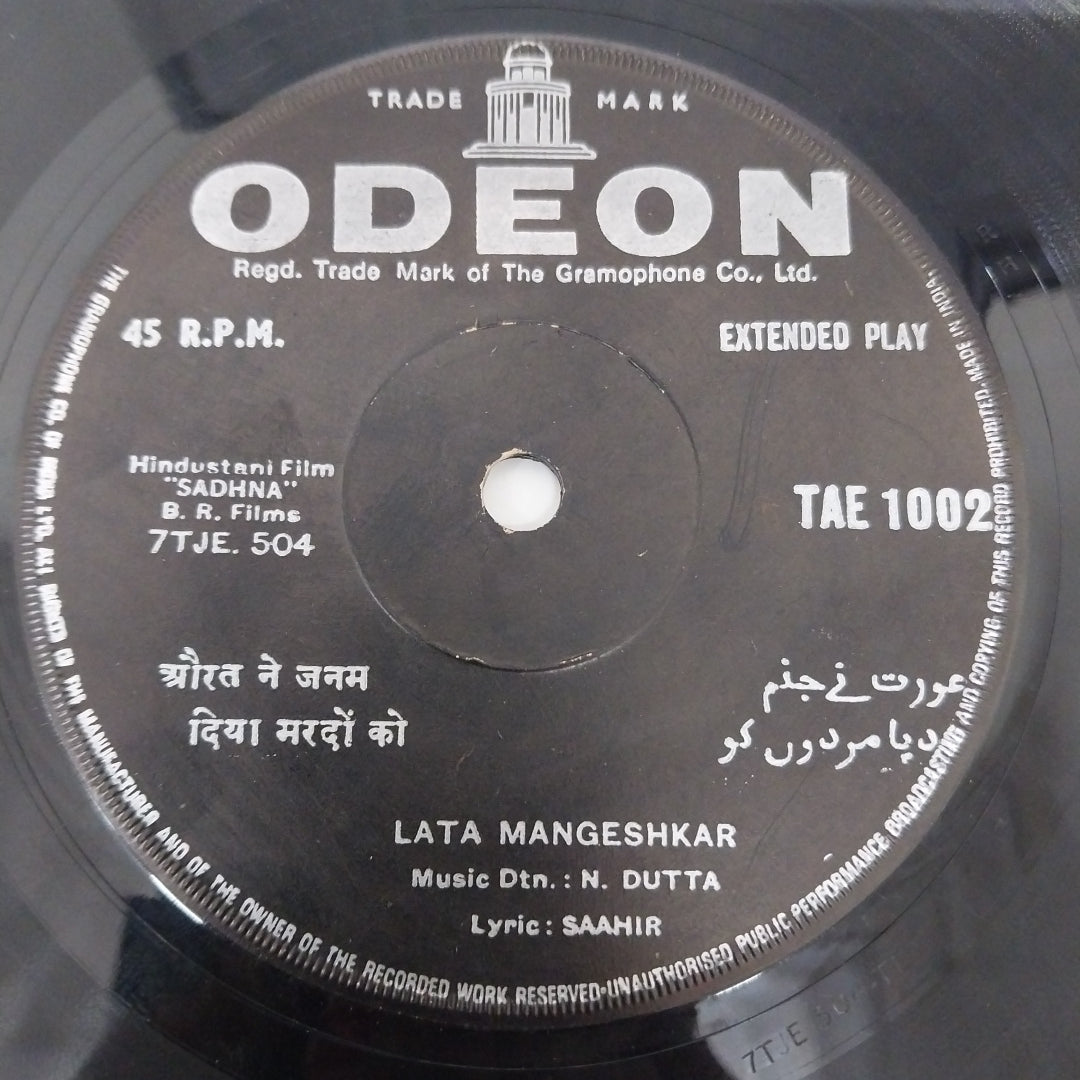 TRADE MARK
ODEON
Regd. Trade Mark of The Gramophone Co., Ltd.
45 R.P.M.
EXTENDED PLAY
Hindustani Film
"SADHNA"
B. R. Films
7TJE. 504
TAE 1002
औरत ने जनम
दिया मरदों को
عورت نے جنم
دیا مردوں کو
LATA MANGESHKAR
Music Dtn.: N. DUTTA
Lyric: SAAHIR
THE GRAMOPHONE CO. OF INDIA LTD. ALL RIGHTS OF THE MANUFACTURER AND OF THE OWNER OF THE RECORDED WORK RESERVED-UNAUTHORISED PUBLIC PERFORMANCE BROADCASTING AND COPYING OF THIS RECORD PROHIBITED. MADE IN INDIA.
7TJE 504